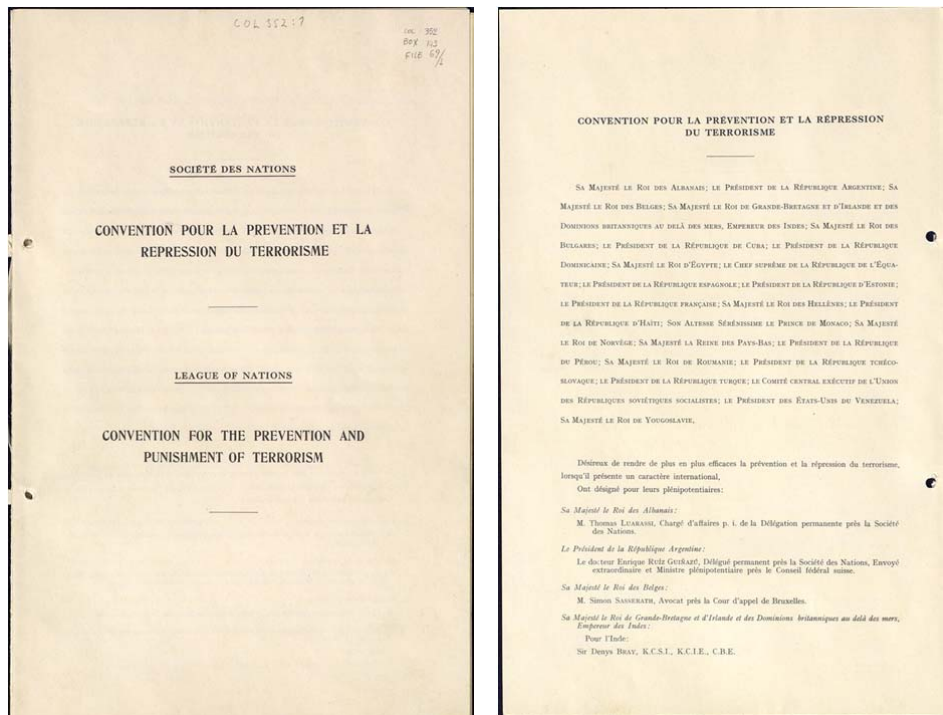 COL 352:1
COL 352
BOX 143
FILE 69/2
SOCIÉTÉ DES NATIONS
CONVENTION POUR LA PREVENTION ET LA
REPRESSION DU TERRORISME
LEAGUE OF NATIONS
CONVENTION FOR THE PREVENTION AND
PUNISHMENT OF TERRORISM
CONVENTION POUR LA PRÉVENTION ET LA RÉPRESSION
DU TERRORISME
Sa Majesté le Roi des Albanais; le Président de la République Argentine; Sa
Majesté le Roi des Belges; Sa Majesté le Roi de Grande-Bretagne et d'Irlande et des
Dominions britanniques au delà des mers, Empereur des Indes; Sa Majesté le Roi des
Bulgares; le Président de la République de Cuba; le Président de la République
Dominicaine; Sa Majesté le Roi d'Égypte; le Chef suprême de la République de l'Équa-
teur; le Président de la République espagnole; le Président de la République d'Estonie;
le Président de la République française; Sa Majesté le Roi des Hellènes; le Président
de la République d'Haïti; Son Altesse Sérénissime le Prince de Monaco; Sa Majesté
le Roi de Norvège; Sa Majesté la Reine des Pays-Bas; le Président de la République
du Pérou; Sa Majesté le Roi de Roumanie; le Président de la République tchéco-
slovaque; le Président de la République turque; le Comité central exécutif de l'Union
des Républiques soviétiques socialistes; le Président des États-Unis du Venezuela;
Sa Majesté le Roi de Yougoslavie,
Désireux de rendre de plus en plus efficaces la prévention et la répression du terrorisme,
lorsqu'il présente un caractère international,
Ont désigné pour leurs plénipotentiaires:
Sa Majesté le Roi des Albanais:
M. Thomas Luarassi, Chargé d'affaires p. i. de la Délégation permanente près la Société
des Nations.
Le Président de la République Argentine:
Le docteur Enrique Ruíz Guiñazú, Délégué permanent près la Société des Nations, Envoyé
extraordinaire et Ministre plénipotentiaire près le Conseil fédéral suisse.
Sa Majesté le Roi des Belges:
M. Simon Sasserath, Avocat près la Cour d'appel de Bruxelles.
Sa Majesté le Roi de Grande-Bretagne et d'Irlande et des Dominions britanniques au delà des mers,
Empereur des Indes:
Pour l'Inde:
Sir Denys Bray, K.C.S.I., K.C.I.E., C.B.E.